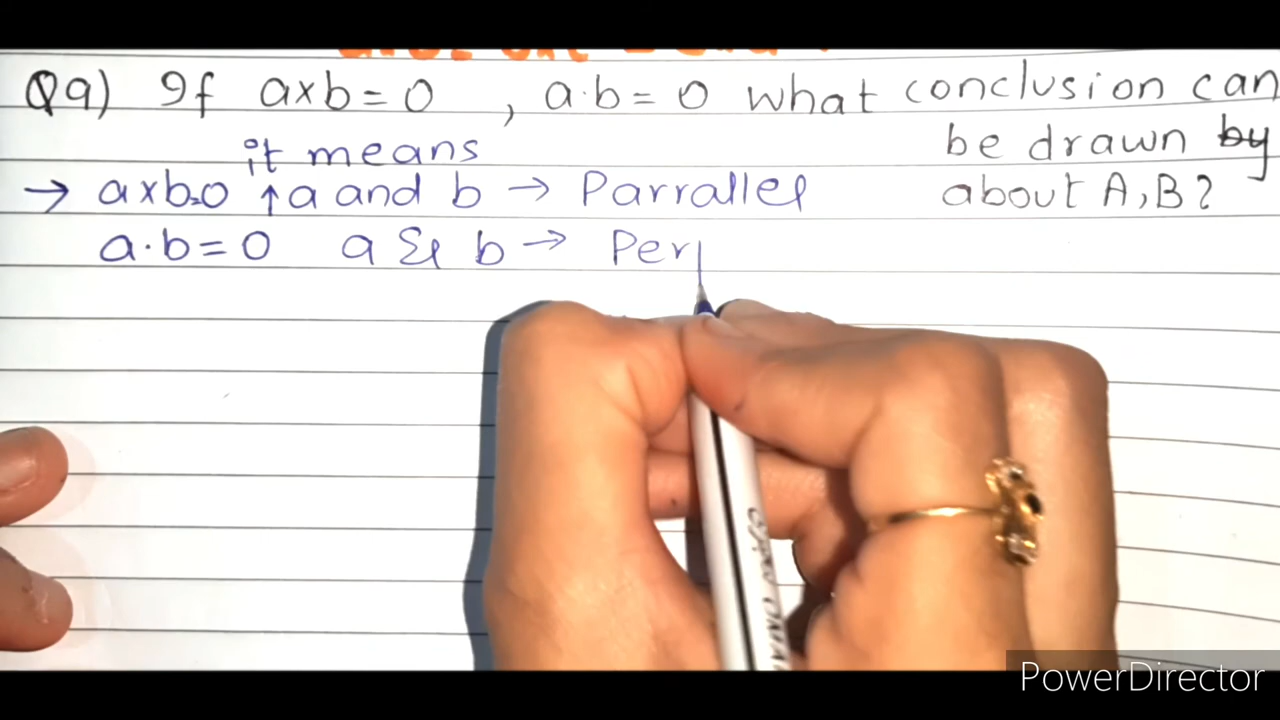 Q9) If a×b=0 , a·b=0 what conclusion can
be drawn by
it means
→ a×b=0 ↑ a and b → Parrallel about A,B?
a·b=0 a & b → Per
PowerDirector